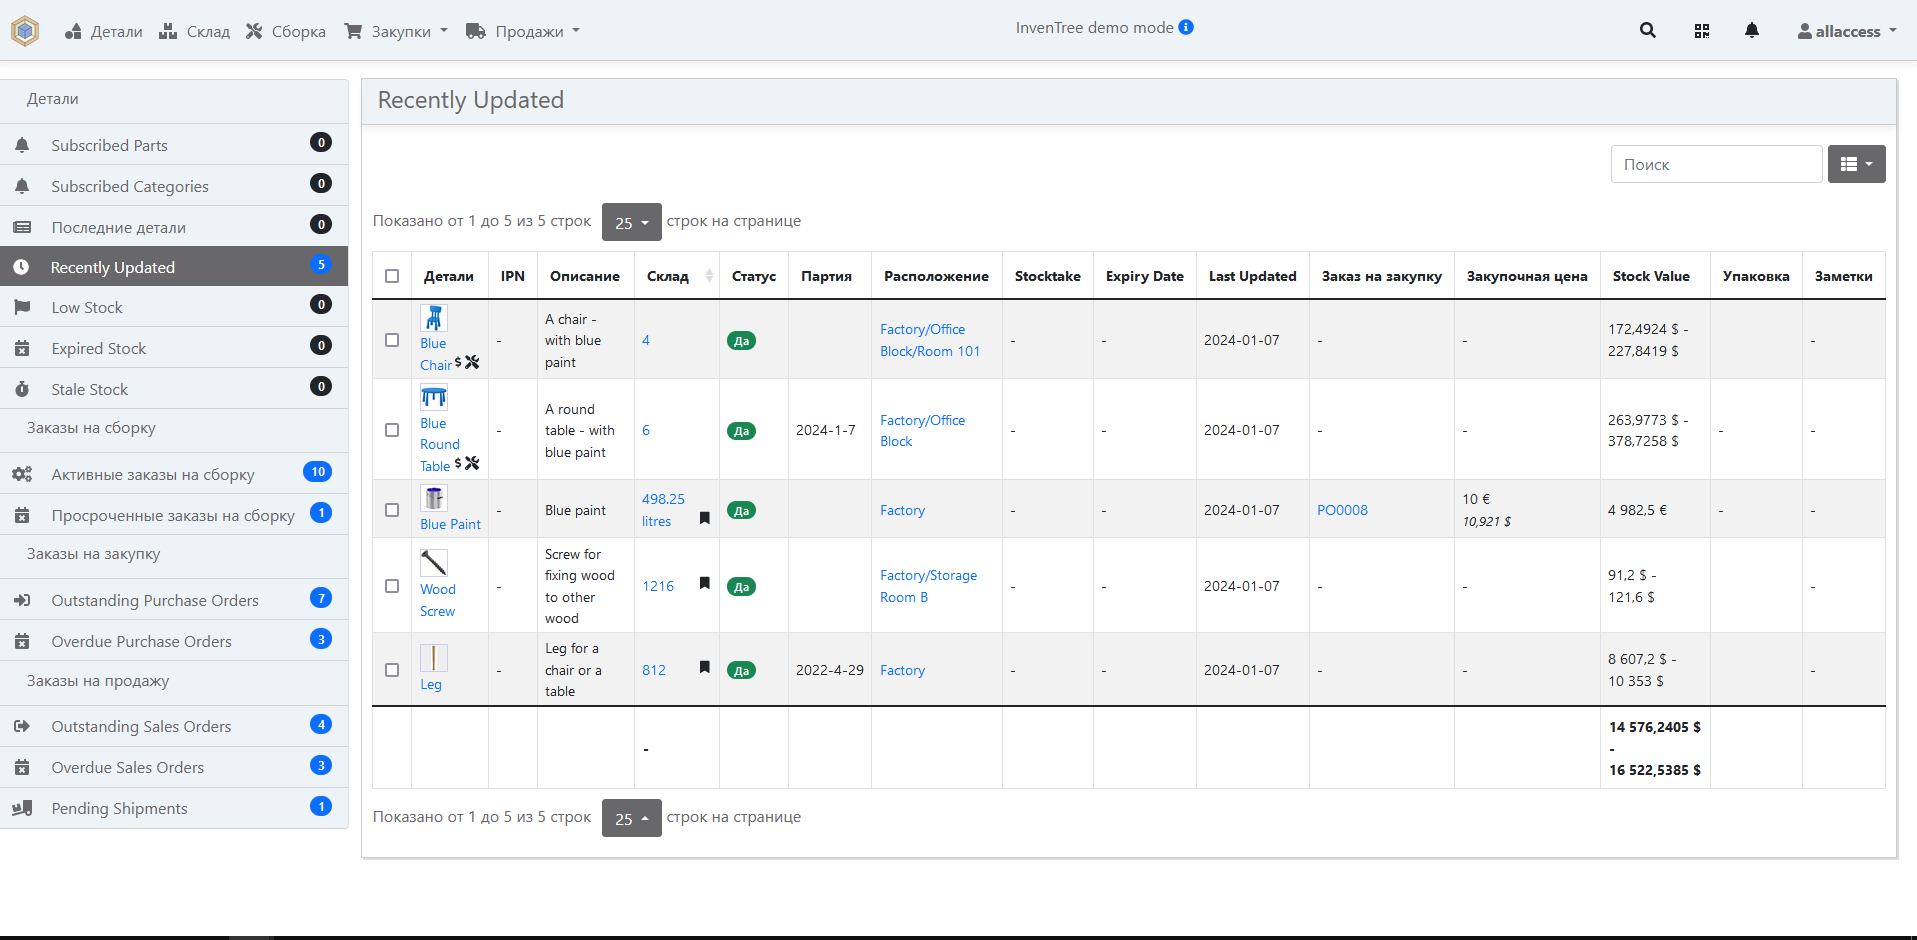 Детали Склад Сборка Закупки Продажи InvenTree demo mode allaccess
Детали
Subscribed Parts 0
Subscribed Categories 0
Последние детали 0
Recently Updated 5
Low Stock 0
Expired Stock 0
Stale Stock 0
Заказы на сборку
Активные заказы на сборку 10
Просроченные заказы на сборку 1
Заказы на закупку
Outstanding Purchase Orders 7
Overdue Purchase Orders 3
Заказы на продажу
Outstanding Sales Orders 4
Overdue Sales Orders 3
Pending Shipments 1
Recently Updated
Поиск
Показано от 1 до 5 из 5 строк 25 строк на странице
Детали IPN Описание Склад Статус Партия Расположение Stocktake Expiry Date Last Updated Заказ на закупку Закупочная цена Stock Value Упаковка Заметки
Blue
Chair $
-
A chair -
with blue
paint
4
Да
Factory/Office
Block/Room 101
-
-
2024-01-07
-
-
172,4924 $ -
227,8419 $
-
Blue
Round
Table $
-
A round
table - with
blue paint
6
Да
2024-1-7
Factory/Office
Block
-
-
2024-01-07
-
-
263,9773 $ -
378,7258 $
-
-
Blue Paint
-
Blue paint
498.25
litres
Да
Factory
-
-
2024-01-07
PO0008
10 €
10,921 $
4 982,5 €
-
-
Wood
Screw
-
Screw for
fixing wood
to other
wood
1216
Да
Factory/Storage
Room B
-
-
2024-01-07
-
-
91,2 $ -
121,6 $
-
Leg
-
Leg for a
chair or a
table
812
Да
2022-4-29
Factory
-
-
2024-01-07
-
-
8 607,2 $ -
10 353 $
-
-
14 576,2405 $
-
16 522,5385 $
Показано от 1 до 5 из 5 строк 25 строк на странице